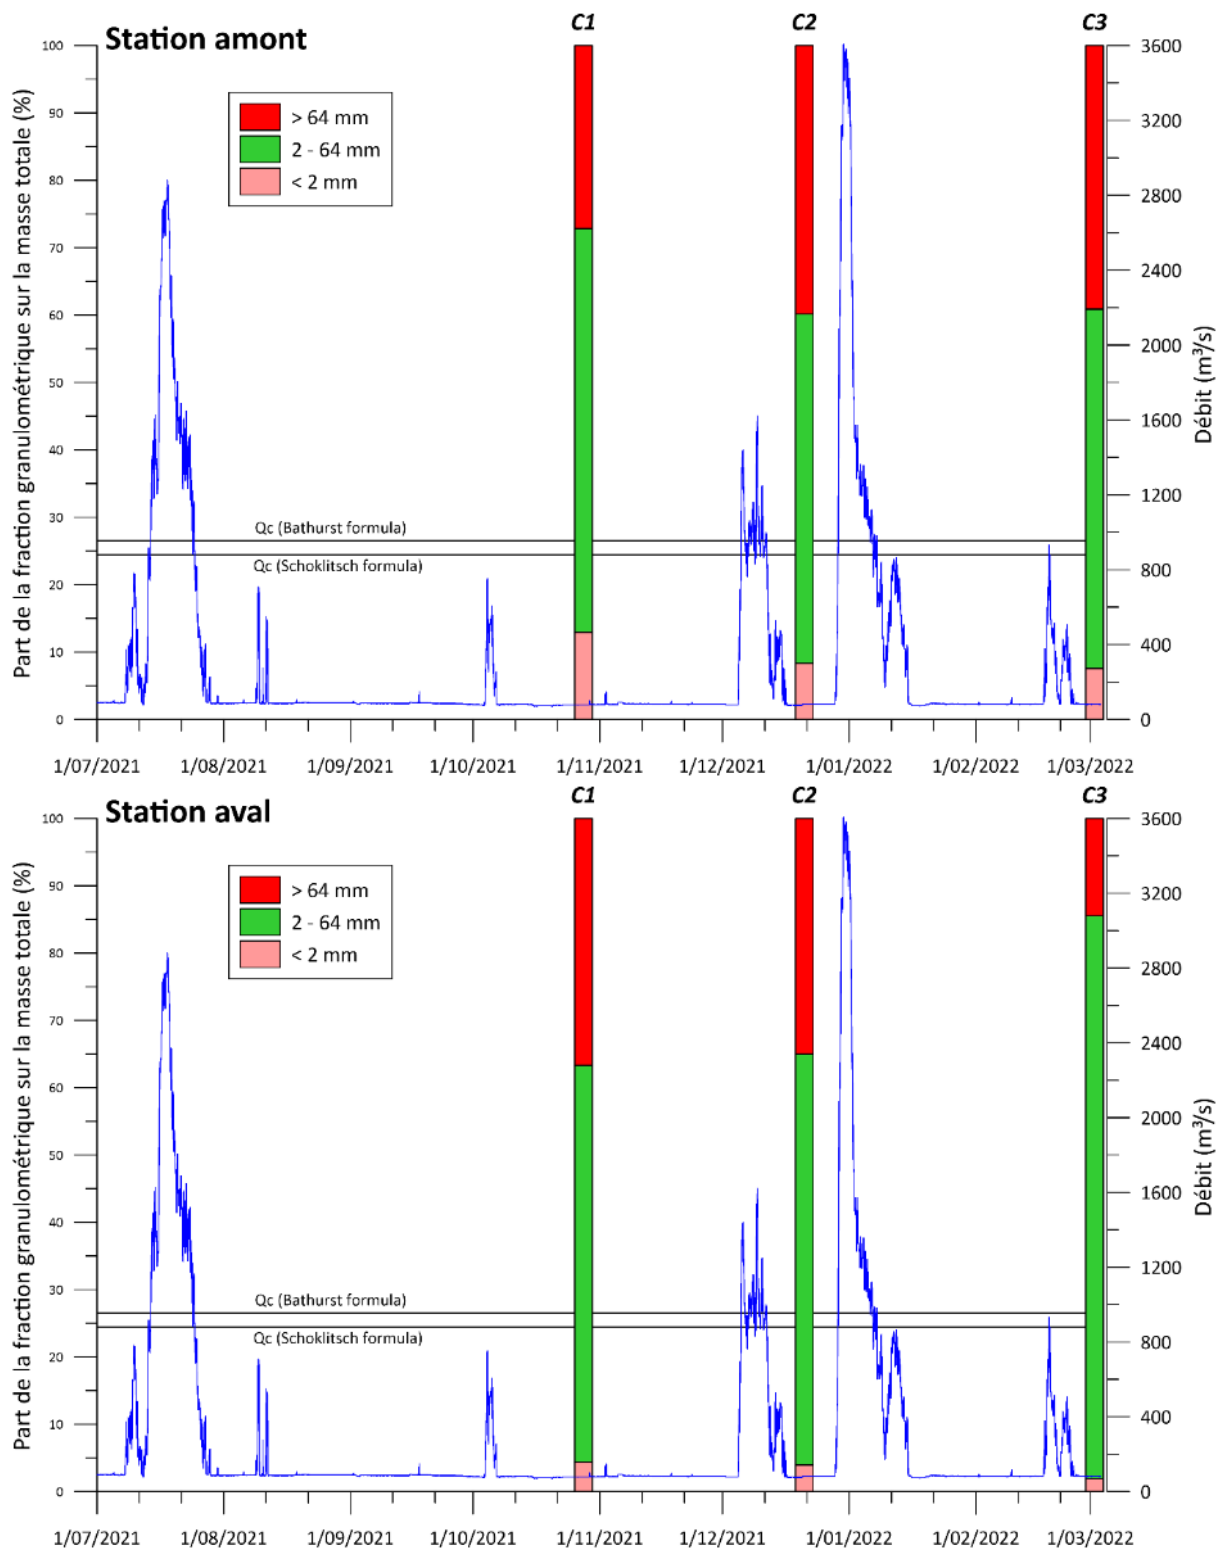 C1 C2 C3
Station amont
Part de la fraction granulométrique sur la masse totale (%)
100
90
80
70
60
50
40
30
20
10
0
> 64 mm
2 - 64 mm
< 2 mm
Qc (Bathurst formula)
Qc (Schoklitsch formula)
3600
3200
2800
2400
2000
1600
1200
800
400
0
Débit (m³/s)
1/07/2021 1/08/2021 1/09/2021 1/10/2021 1/11/2021 1/12/2021 1/01/2022 1/02/2022 1/03/2022
C1 C2 C3
Station aval
Part de la fraction granulométrique sur la masse totale (%)
100
90
80
70
60
50
40
30
20
10
0
> 64 mm
2 - 64 mm
< 2 mm
Qc (Bathurst formula)
Qc (Schoklitsch formula)
3600
3200
2800
2400
2000
1600
1200
800
400
0
Débit (m³/s)
1/07/2021 1/08/2021 1/09/2021 1/10/2021 1/11/2021 1/12/2021 1/01/2022 1/02/2022 1/03/2022